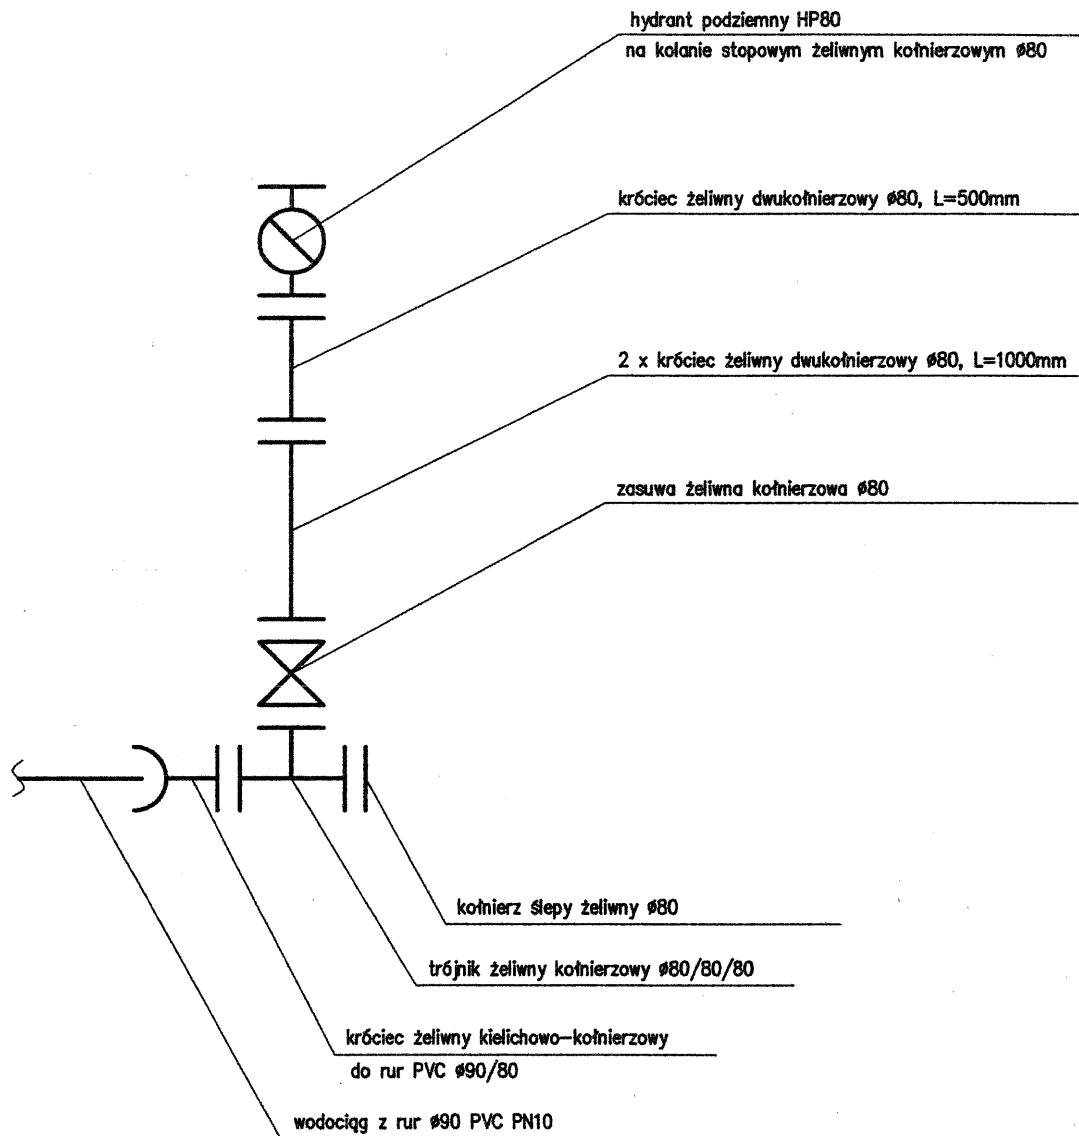 hydrant podziemny HP80
na kolanie stopowym żeliwnym kołnierzowym ø80
króciec żeliwny dwukołnierzowy ø80, L=500mm
2 x króciec żeliwny dwukołnierzowy ø80, L=1000mm
zasuwa żeliwna kołnierzowa ø80
kołnierz ślepy żeliwny ø80
trójnik żeliwny kołnierzowy ø80/80/80
króciec żeliwny kielichowo-kołnierzowy
do rur PVC ø90/80
wodociąg z rur ø90 PVC PN10